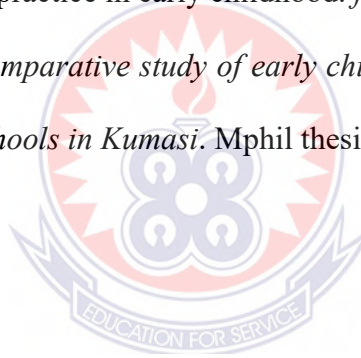 practice in early childhood.
mparative study of early chi
hools in Kumasi. Mphil thesi
EDUCATION FOR SERVICE